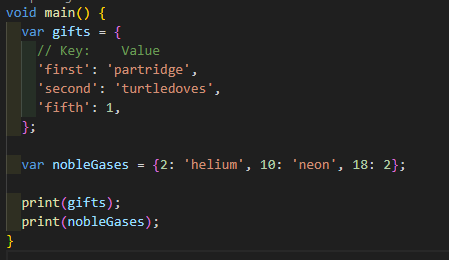 void main() {
  var gifts = {
    // Key:    Value
    'first': 'partridge',
    'second': 'turtledoves',
    'fifth': 1,
  };

  var nobleGases = {2: 'helium', 10: 'neon', 18: 2};

  print(gifts);
  print(nobleGases);
}